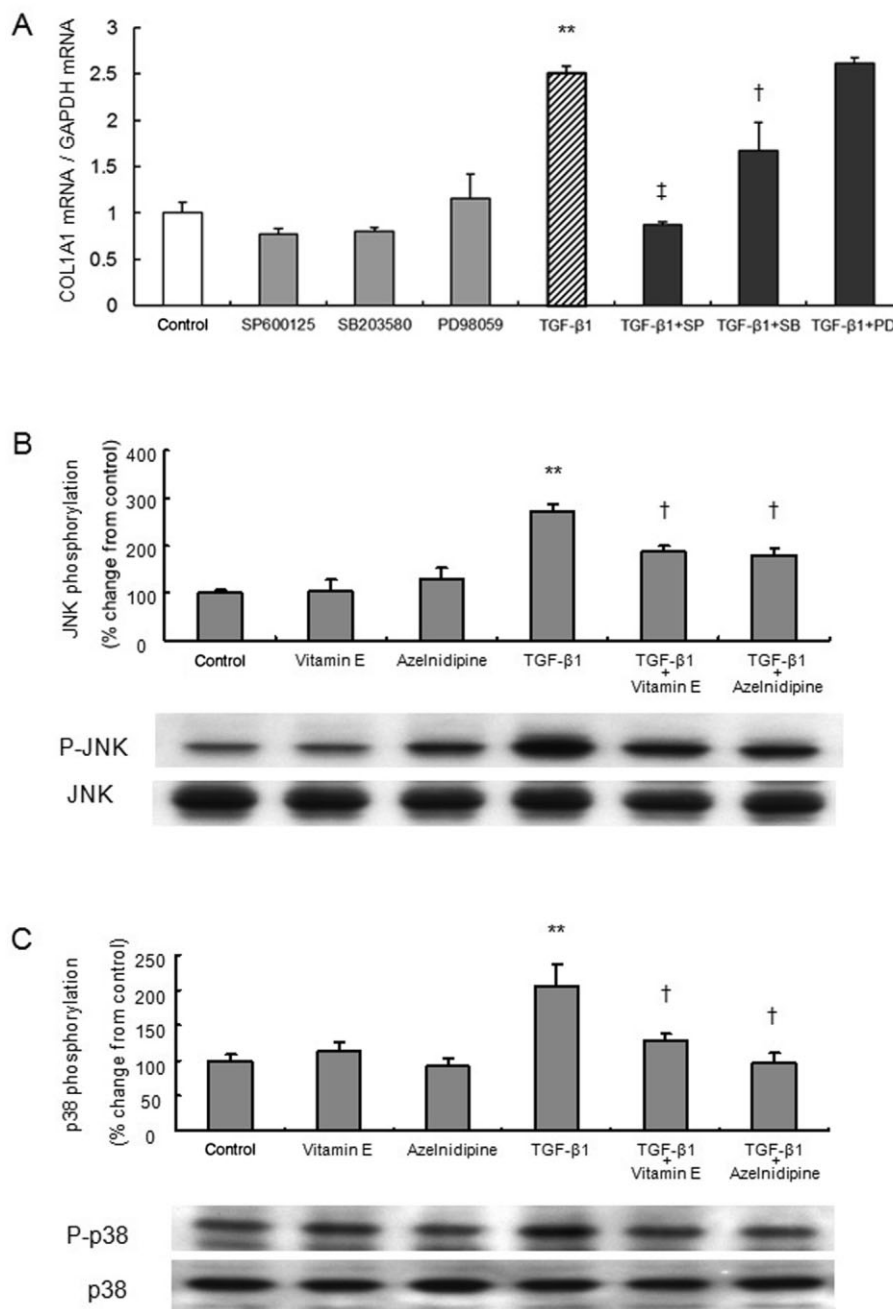 A
COL1A1 mRNA / GAPDH mRNA
3
2.5
2
1.5
1
0.5
0
**
‡
†
Control SP600125 SB203580 PD98059 TGF-β1 TGF-β1+SP TGF-β1+SB TGF-β1+PD
B
JNK phosphorylation
(% change from control)
400
300
200
100
0
**
†
†
Control Vitamin E Azelnidipine TGF-β1 TGF-β1 TGF-β1
+ +
Vitamin E Azelnidipine
P-JNK
JNK
C
p38 phosphorylation
(% change from control)
250
200
150
100
50
0
**
†
†
Control Vitamin E Azelnidipine TGF-β1 TGF-β1 TGF-β1
+ +
Vitamin E Azelnidipine
P-p38
p38